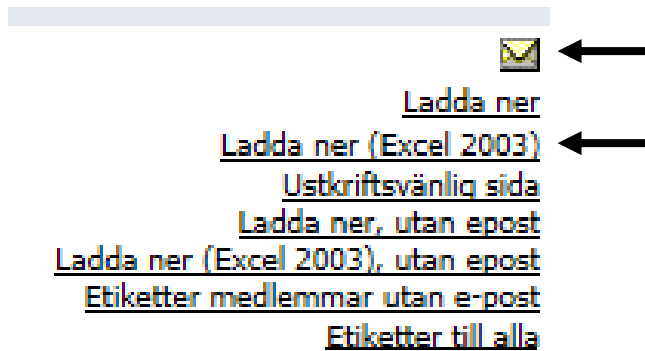 Ladda ner
Ladda ner (Excel 2003)
Ustkriftsvänlig sida
Ladda ner, utan epost
Ladda ner (Excel 2003), utan epost
Etiketter medlemmar utan e-post
Etiketter till alla